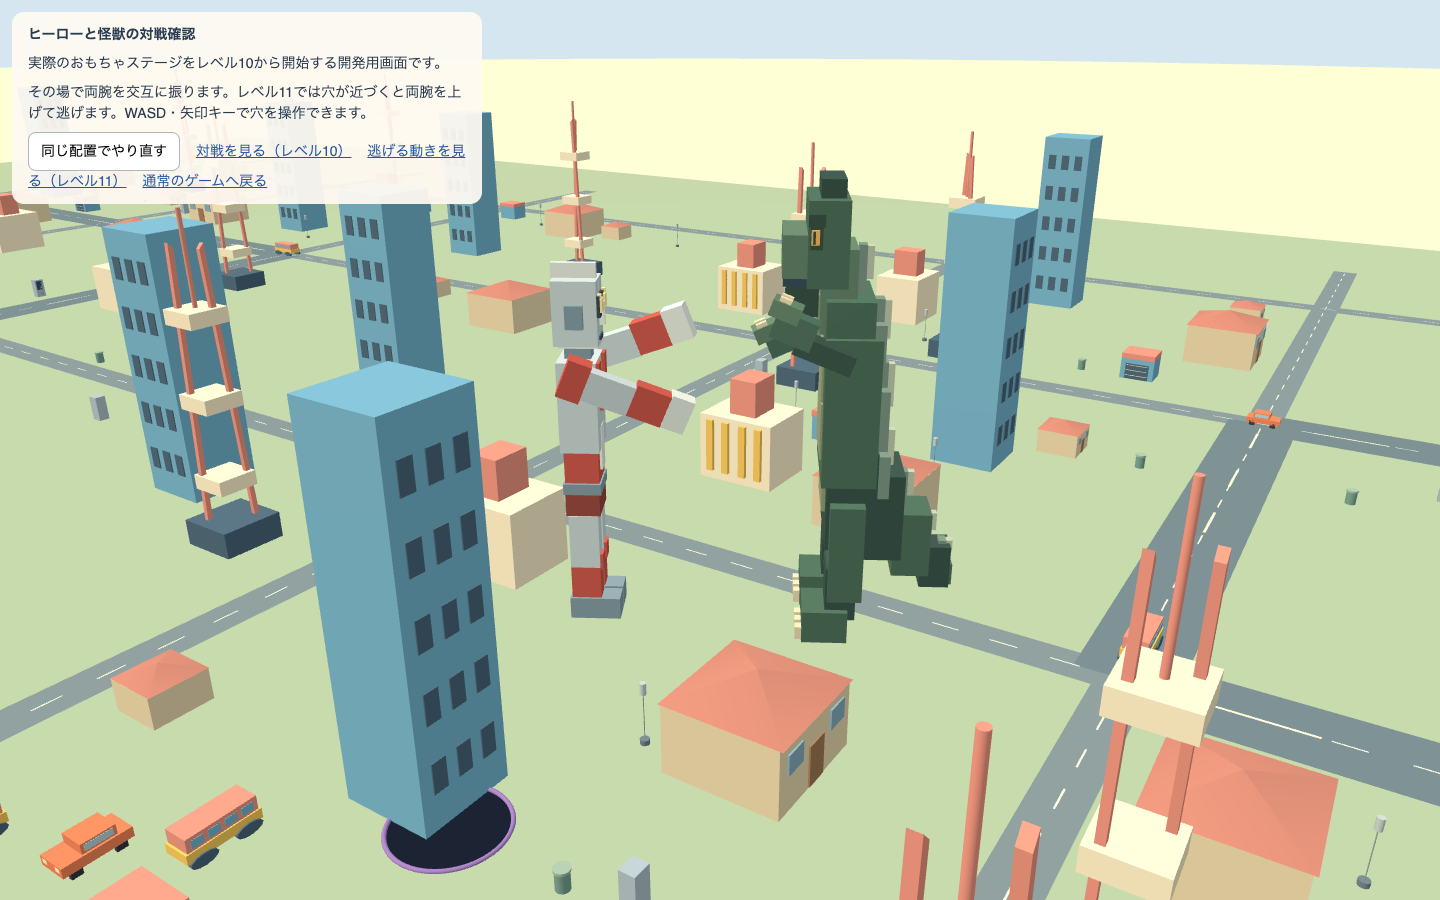 ヒーローと怪獣の対戦確認
実際のおもちゃステージをレベル10から開始する開発用画面です。
その場で両腕を交互に振ります。レベル11では穴が近づくと両腕を上
げて逃げます。WASD・矢印キーで穴を操作できます。
同じ配置でやり直す 対戦を見る（レベル10） 逃げる動きを見
る（レベル11） 通常のゲームへ戻る